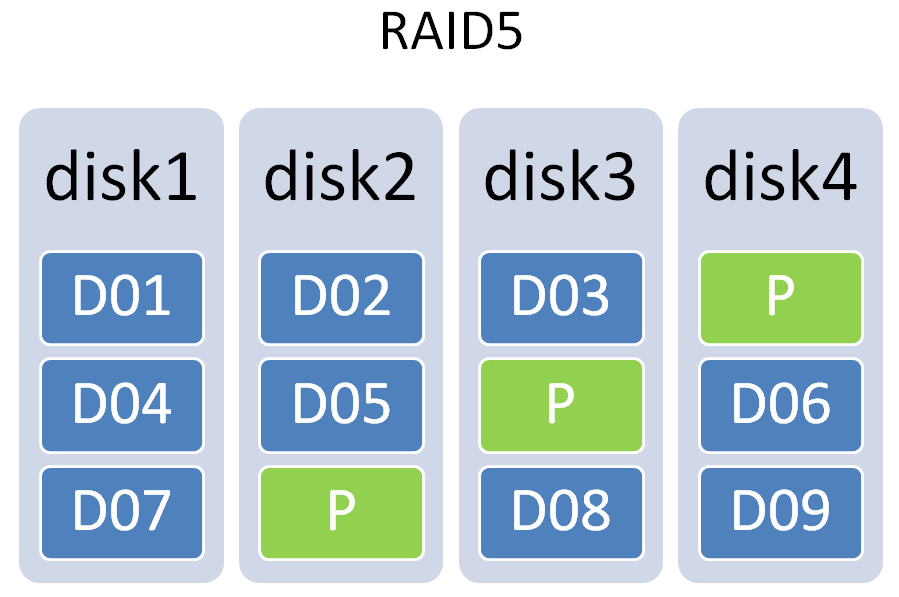 RAID5
disk1 disk2 disk3 disk4
D01 D02 D03 P
D04 D05 P D06
D07 P D08 D09